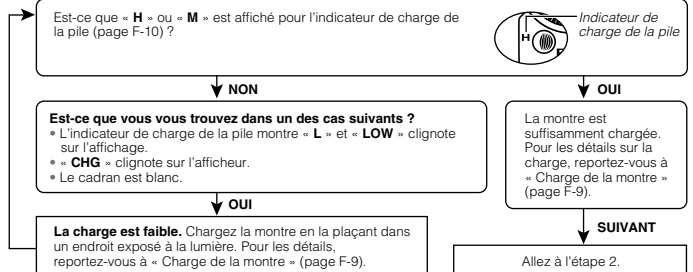 Est-ce que « H » ou « M » est affiché pour l'indicateur de charge de
la pile (page F-10) ?
H
Indicateur de
charge de la pile
NON
OUI
Est-ce que vous vous trouvez dans un des cas suivants ?
• L'indicateur de charge de la pile montre « L » et « LOW » clignote
sur l'affichage.
• « CHG » clignote sur l'afficheur.
• Le cadran est blanc.
La montre est
suffisamment chargée.
Pour les détails sur la
charge, reportez-vous à
« Charge de la montre »
(page F-9).
OUI
SUIVANT
La charge est faible. Chargez la montre en la plaçant dans
un endroit exposé à la lumière. Pour les détails,
reportez-vous à « Charge de la montre » (page F-9).
Allez à l'étape 2.